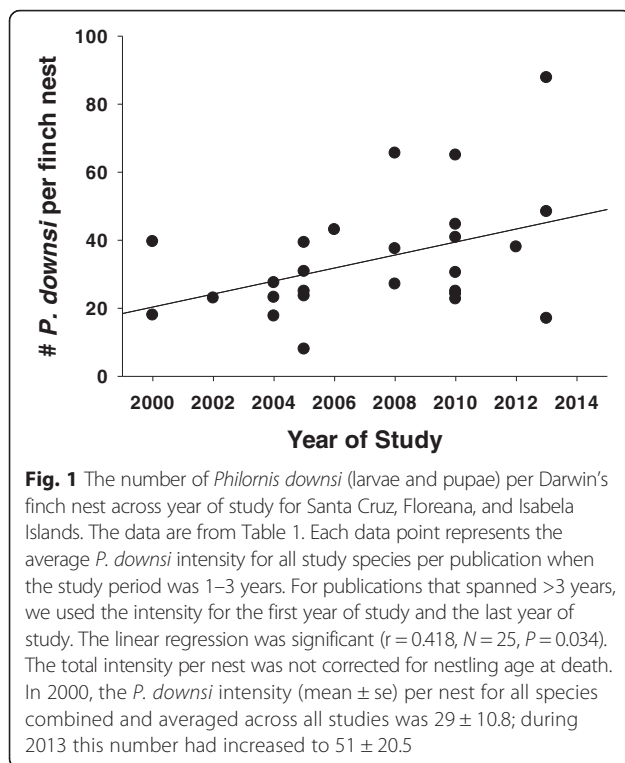 100
80
60
40
20
0
# P. downsi per finch nest
2000 2002 2004 2006 2008 2010 2012 2014
Year of Study
Fig. 1 The number of Philornis downsi (larvae and pupae) per Darwin's
finch nest across year of study for Santa Cruz, Floreana, and Isabela
Islands. The data are from Table 1. Each data point represents the
average P. downsi intensity for all study species per publication when
the study period was 1–3 years. For publications that spanned >3 years,
we used the intensity for the first year of study and the last year of
study. The linear regression was significant (r = 0.418, N = 25, P = 0.034).
The total intensity per nest was not corrected for nestling age at death.
In 2000, the P. downsi intensity (mean ± se) per nest for all species
combined and averaged across all studies was 29 ± 10.8; during
2013 this number had increased to 51 ± 20.5